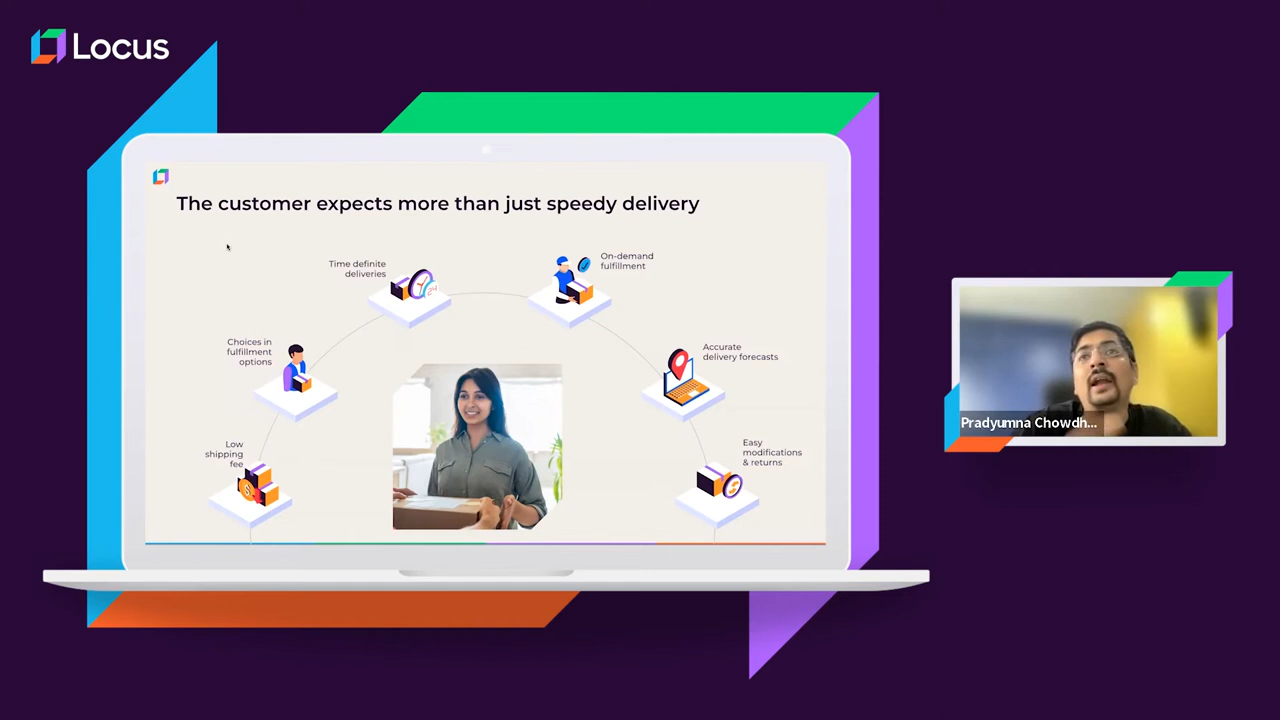 Locus
The customer expects more than just speedy delivery
Time definite
deliveries
On-demand
fulfillment
Choices in
fulfillment
options
Accurate
delivery forecasts
Low
shipping
fee
Easy
modifications
& returns
24
Pradyumna Chowdh...